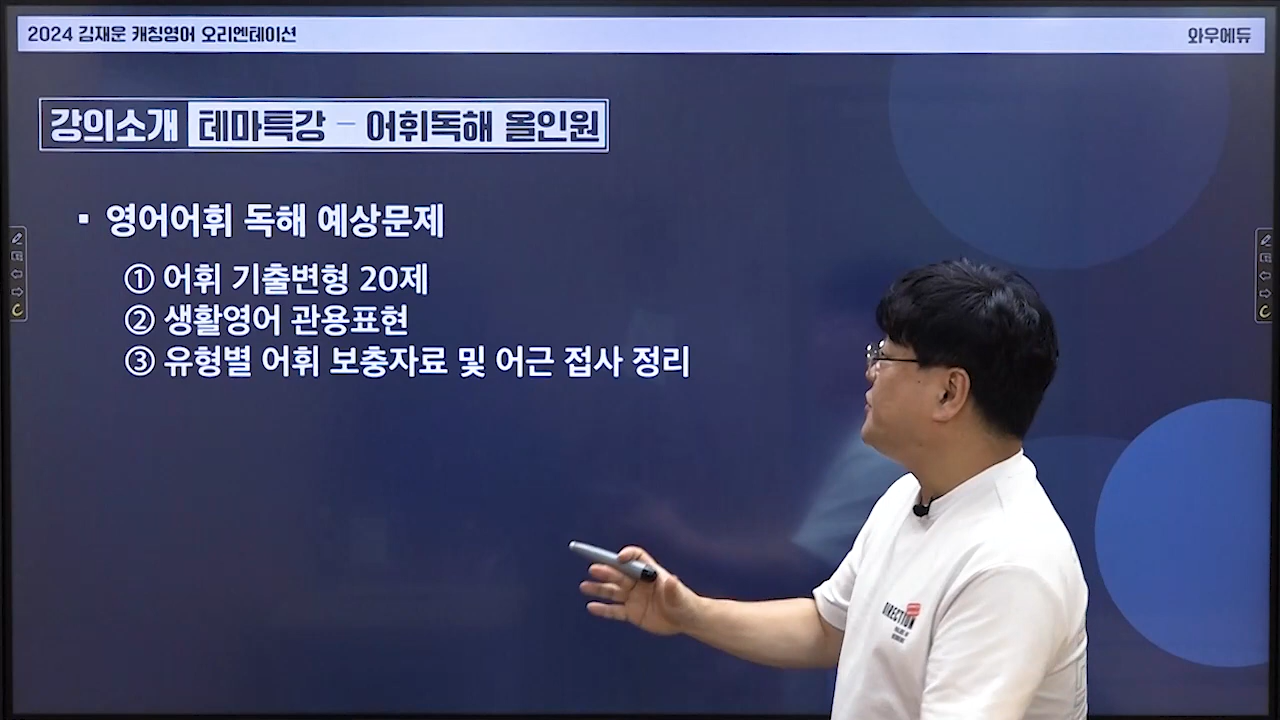 2024 김재운 캐칭영어 오리엔테이션
와우에듀
강의소개 테마특강 - 어휘독해 올인원
▪ 영어어휘 독해 예상문제
① 어휘 기출변형 20제
② 생활영어 관용표현
③ 유형별 어휘 보충자료 및 어근 접사 정리
DIRECTION